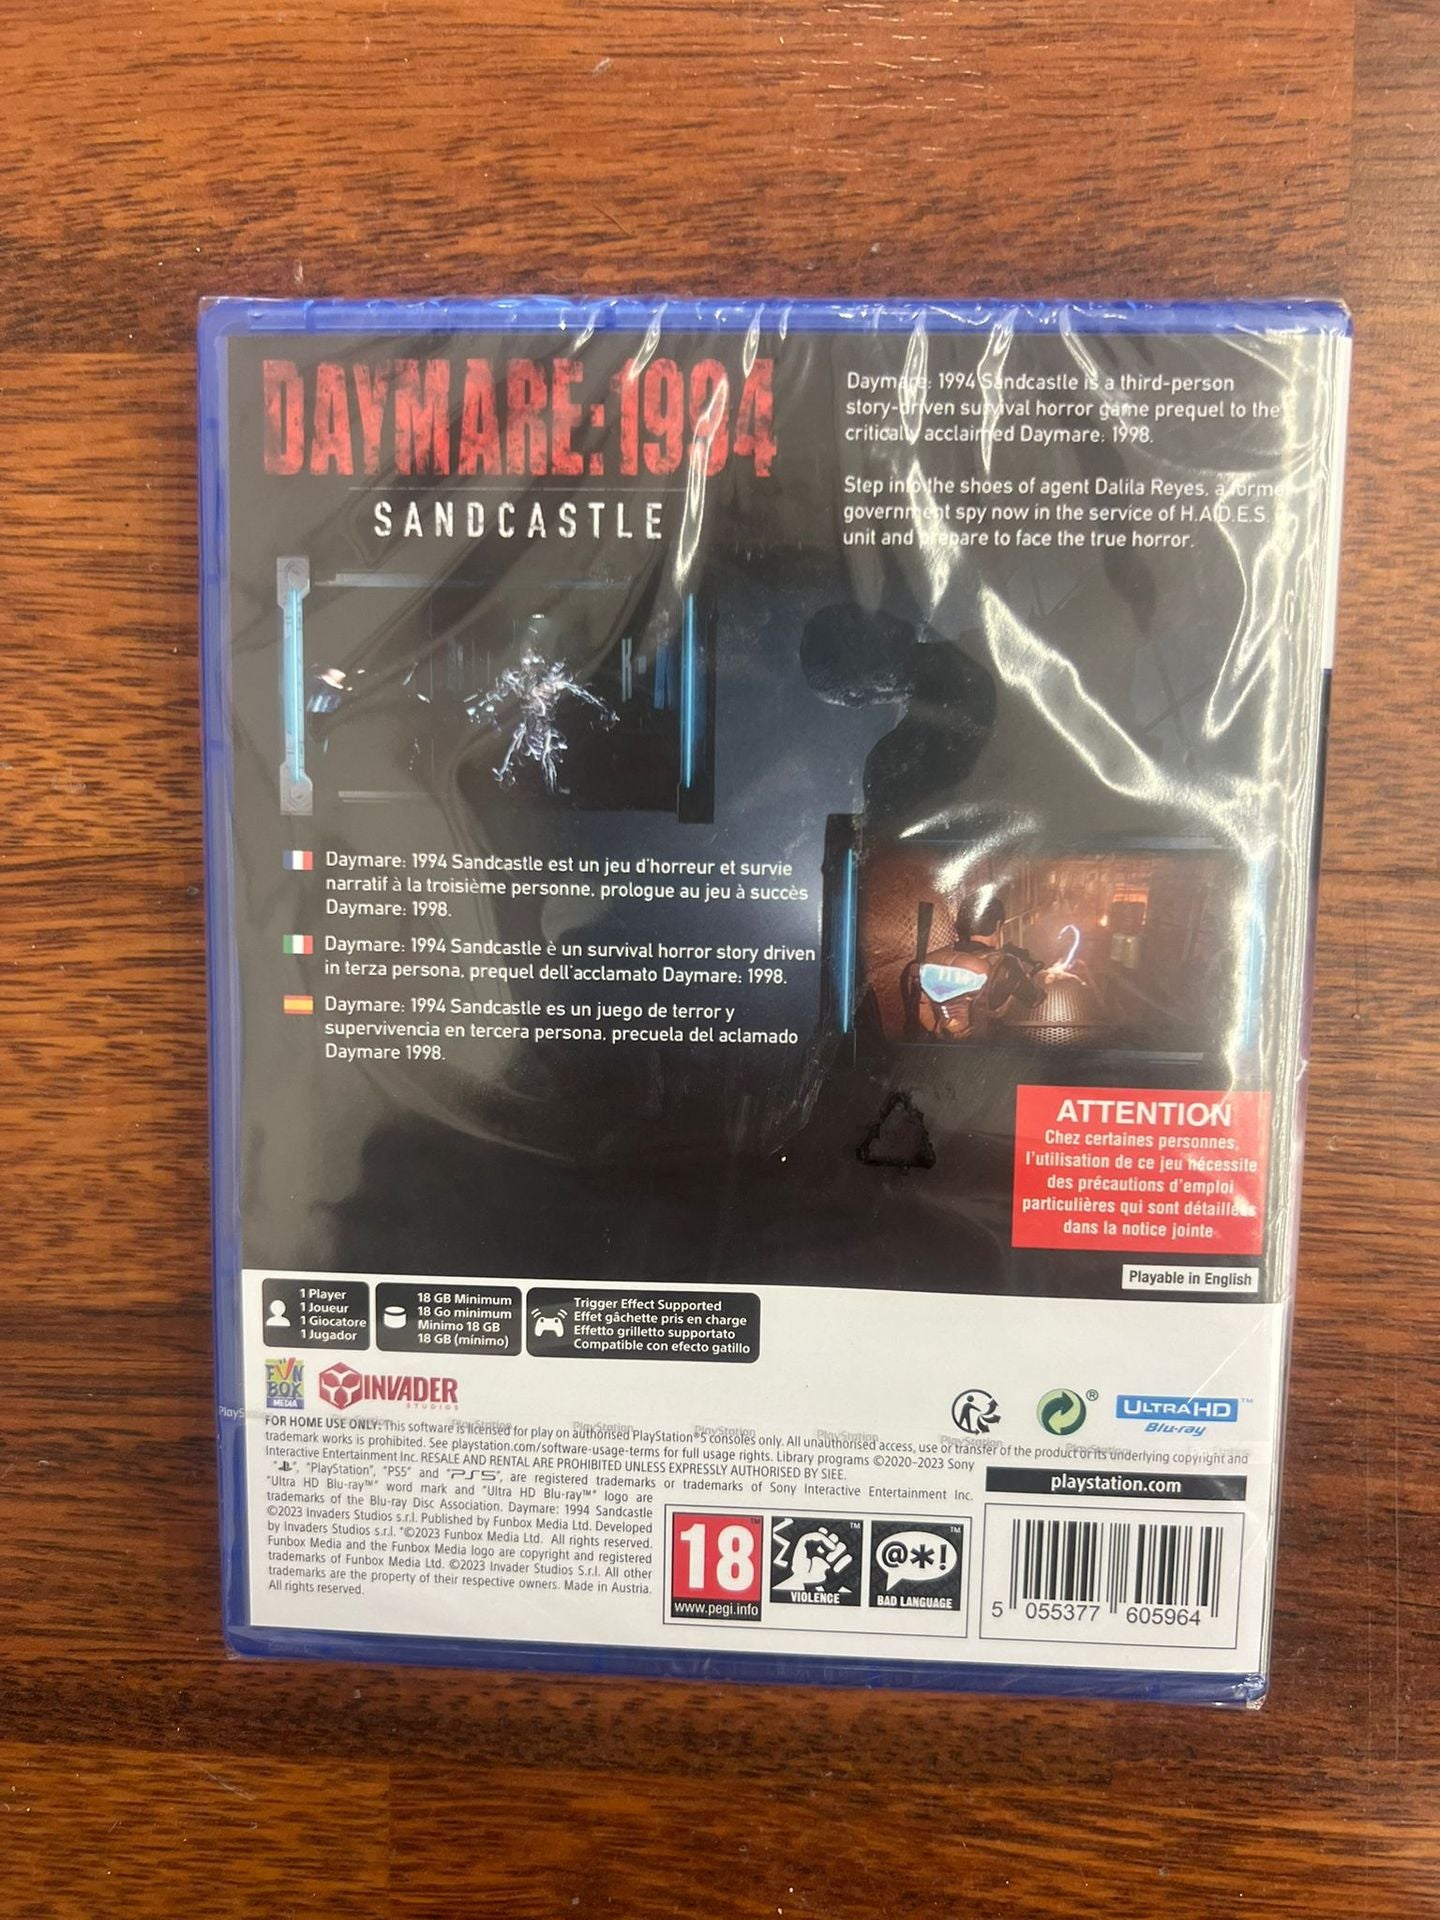 DAYMARE: 1994
SANDCASTLE
Daymare: 1994 Sandcastle is a third-person
story-driven survival horror game prequel to the
critically acclaimed Daymare: 1998.
Step into the shoes of agent Dalila Reyes, a former
government spy now in the service of H.A.D.E.S.
unit and prepare to face the true horror.
Daymare: 1994 Sandcastle est un jeu d'horreur et survie
narratif à la troisième personne, prologue au jeu à succès
Daymare: 1998.
Daymare: 1994 Sandcastle è un survival horror story driven
in terza persona, prequel dell'acclamato Daymare: 1998.
Daymare: 1994 Sandcastle es un juego de terror y
supervivencia en tercera persona, precuela del aclamado
Daymare 1998.
ATTENTION
Chez certaines personnes,
l'utilisation de ce jeu nécessite
des précautions d'emploi
particulières qui sont détaillées
dans la notice jointe
Playable in English
1 Player
1 Joueur
1 Giocatore
1 Jugador
18 GB Minimum
18 Go minimum
Minimo 18 GB
18 GB (mínimo)
Trigger Effect Supported
Effet gâchette pris en charge
Effetto grilletto supportato
Compatible con efecto gatillo
FUN
BOX
MEDIA
INVADER
STUDIOS
®
ULTRA HD™
Blu-ray
PlayStation PlayStation PlayStation PlayStation PlayStation PlayStation
FOR HOME USE ONLY: This software is licensed for play on authorised PlayStation®5 consoles only. All unauthorised access, use or transfer of the product or its underlying copyright and
trademark works is prohibited. See playstation.com/software-usage-terms for full usage rights. Library programs ©2020-2023 Sony
Interactive Entertainment Inc. RESALE AND RENTAL ARE PROHIBITED UNLESS EXPRESSLY AUTHORISED BY SIEE.
" ", "PlayStation", "PS5" and "PS5", are registered trademarks or trademarks of Sony Interactive Entertainment Inc.
"Ultra HD Blu-ray™" word mark and "Ultra HD Blu-ray™" logo are
trademarks of the Blu-ray Disc Association. Daymare: 1994 Sandcastle
©2023 Invaders Studios s.r.l. Published by Funbox Media Ltd. Developed
by Invaders Studios s.r.l. "©2023 Funbox Media Ltd. All rights reserved.
Funbox Media and the Funbox Media logo are copyright and registered
trademarks of Funbox Media Ltd. ©2023 Invader Studios S.r.l. All other
trademarks are the property of their respective owners. Made in Austria.
All rights reserved.
playstation.com
18™
www.pegi.info
™
VIOLENCE
@*!™
BAD LANGUAGE
5 055377 605964